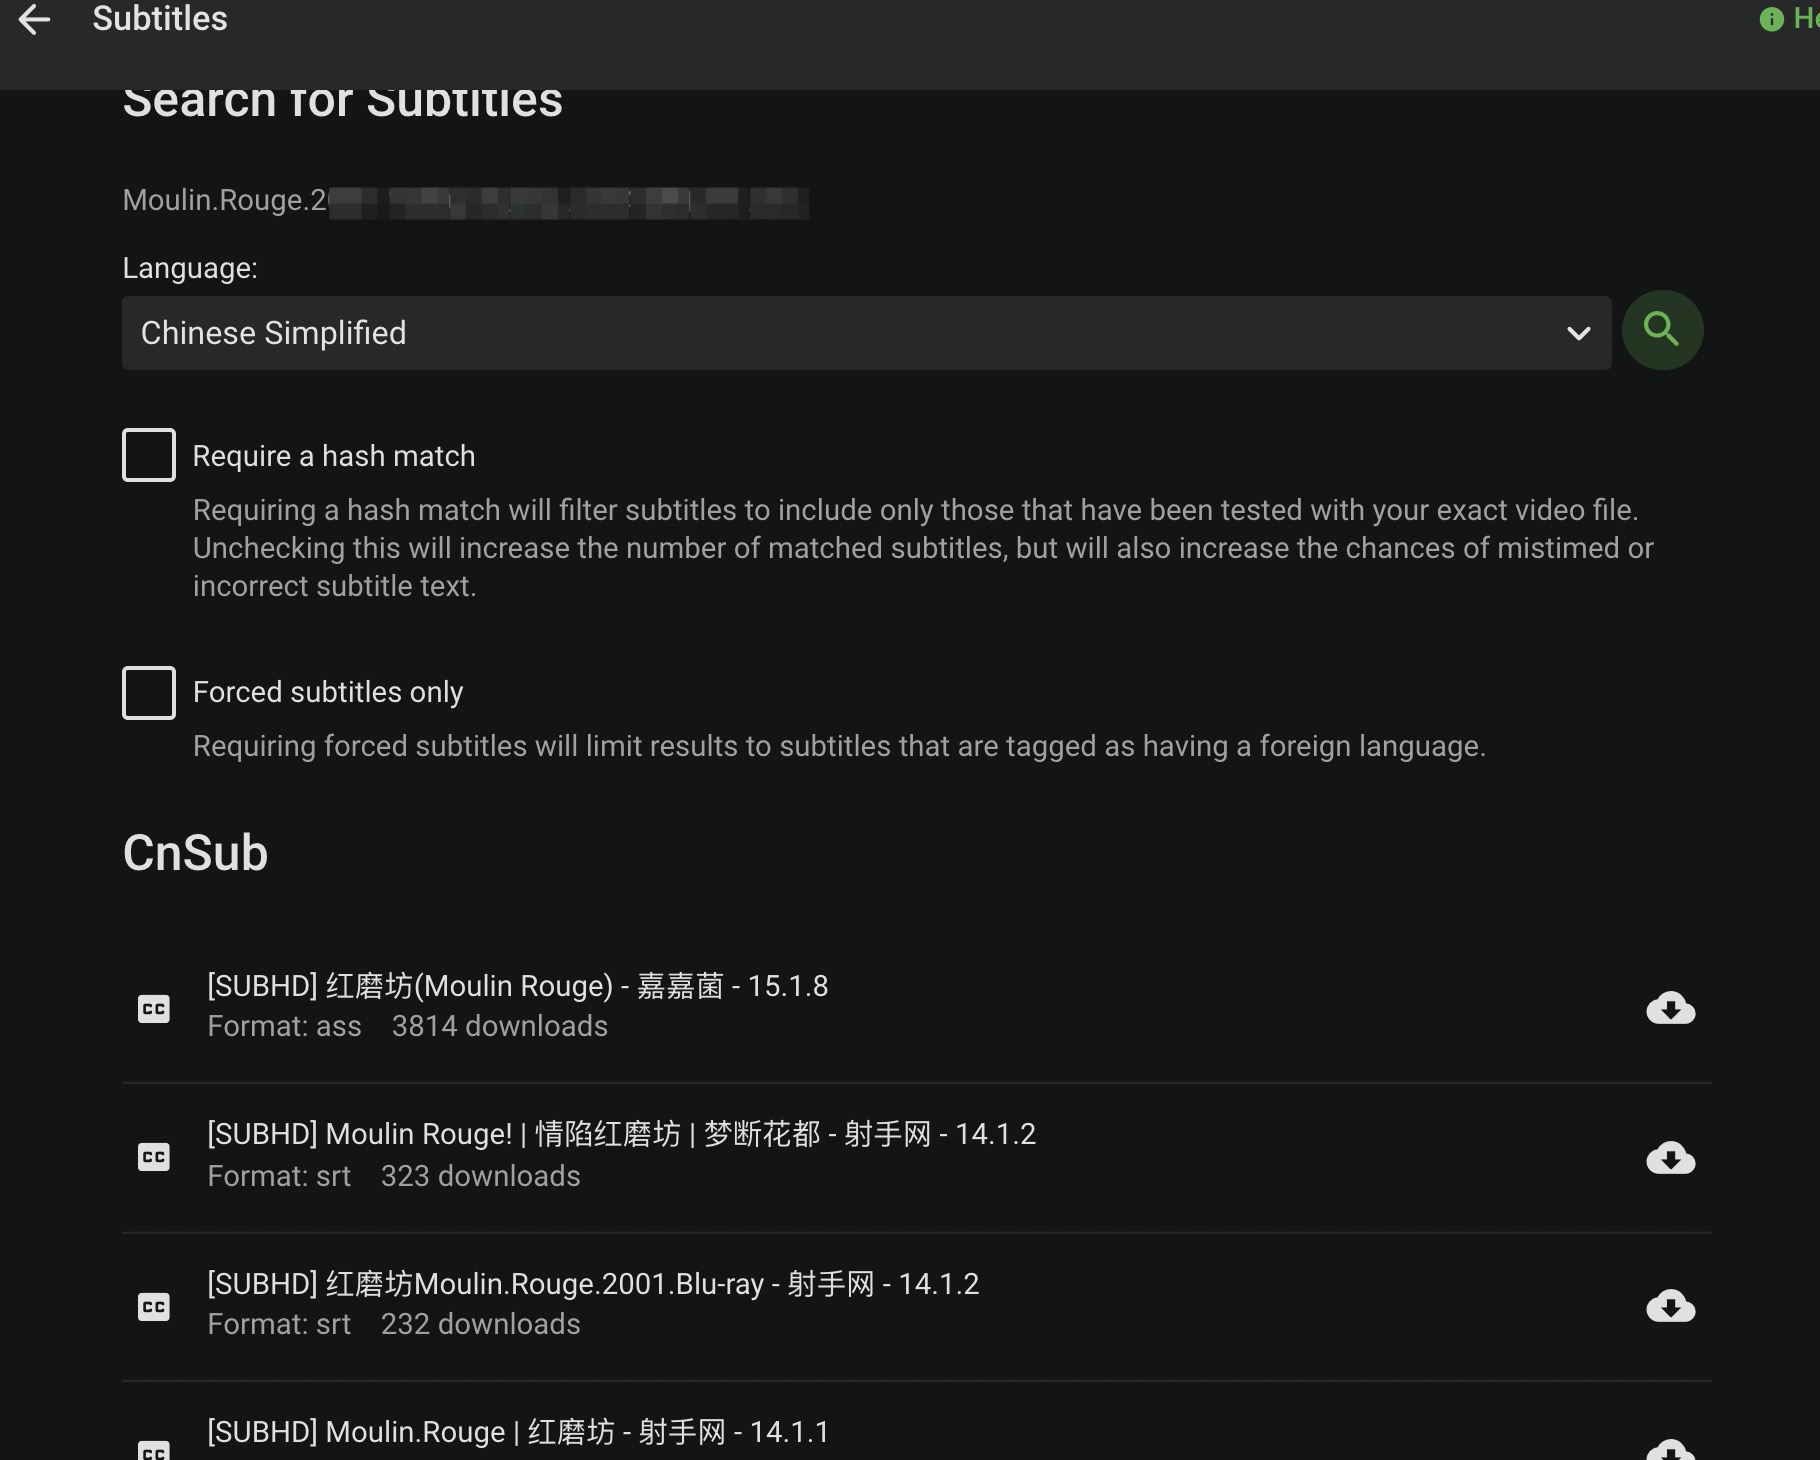 Subtitles
Search for Subtitles
Moulin.Rouge.2
Language:
Chinese Simplified
Require a hash match
Requiring a hash match will filter subtitles to include only those that have been tested with your exact video file.
Unchecking this will increase the number of matched subtitles, but will also increase the chances of mistimed or
incorrect subtitle text.
Forced subtitles only
Requiring forced subtitles will limit results to subtitles that are tagged as having a foreign language.
CnSub
[SUBHD] 红磨坊(Moulin Rouge) - 嘉嘉菌 - 15.1.8
CC
Format: ass 3814 downloads
[SUBHD] Moulin Rouge! | 情陷红磨坊 | 梦断花都 - 射手网 - 14.1.2
CC
Format: srt 323 downloads
[SUBHD] 红磨坊Moulin.Rouge.2001.Blu-ray - 射手网 - 14.1.2
CC
Format: srt 232 downloads
[SUBHD] Moulin.Rouge | 红磨坊 - 射手网 - 14.1.1
CC